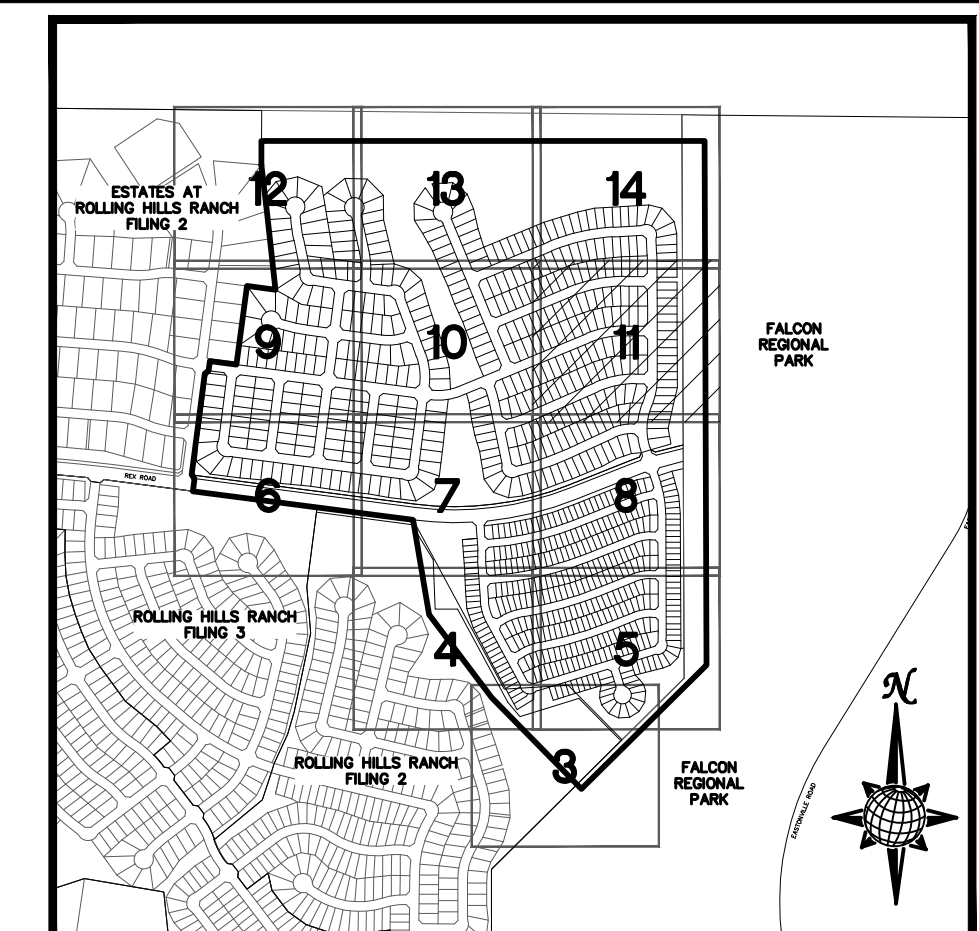 12
13
14
ESTATES AT
ROLLING HILLS RANCH
FILING 2
9
10
11
FALCON
REGIONAL
PARK
REX ROAD
6
7
8
ROLLING HILLS RANCH
FILING 3
4
5
N
ROLLING HILLS RANCH
FILING 2
3
FALCON
REGIONAL
PARK
EASTONVILLE ROAD